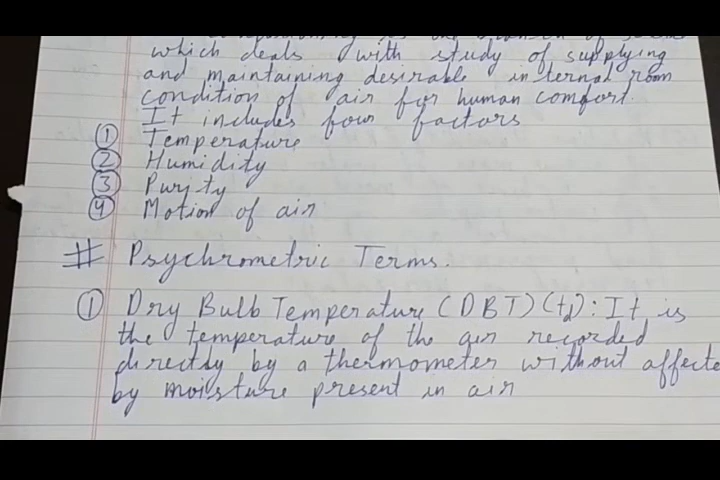 which deals with study of supplying
and maintaining desirable internal room
condition of air for human comfort.
It includes four factors
① Temperature
② Humidity
③ Purity
④ Motion of air
# Psychrometric Terms.
① Dry Bulb Temperature (DBT) (td): It is
the temperature of the air recorded
directly by a thermometer without affecte
by moisture present in air